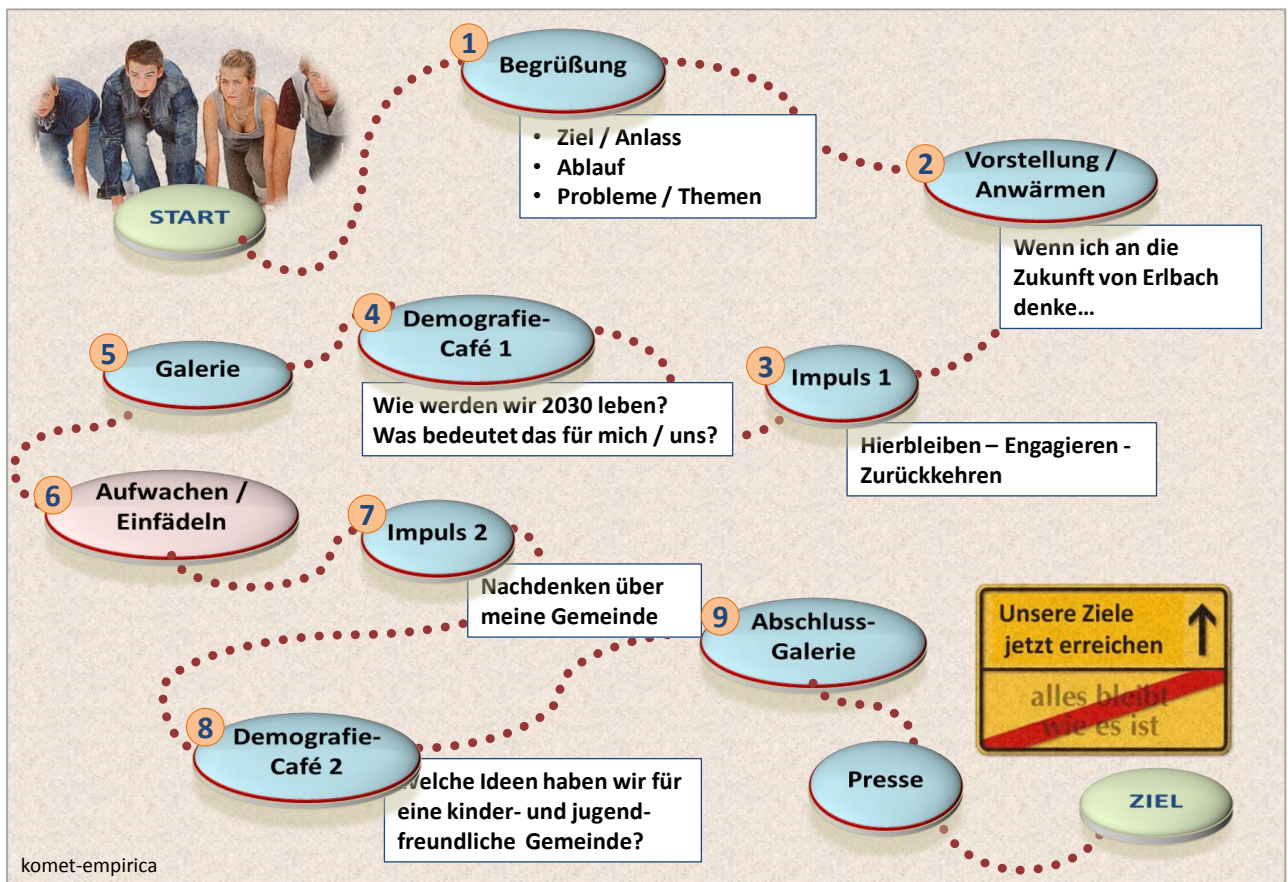 START
1
Begrüßung
• Ziel / Anlass
• Ablauf
• Probleme / Themen
2
Vorstellung /
Anwärmen
Wenn ich an die
Zukunft von Erlbach
denke...
3
Impuls 1
Hierbleiben – Engagieren -
Zurückkehren
4
Demografie-
Café 1
Wie werden wir 2030 leben?
Was bedeutet das für mich / uns?
5
Galerie
6
Aufwachen /
Einfädeln
7
Impuls 2
Nachdenken über
meine Gemeinde
8
Demografie-
Café 2
Welche Ideen haben wir für
eine kinder- und jugend-
freundliche Gemeinde?
9
Abschluss-
Galerie
Presse
ZIEL
Unsere Ziele
jetzt erreichen
alles bleibt
wie es ist
komet-empirica